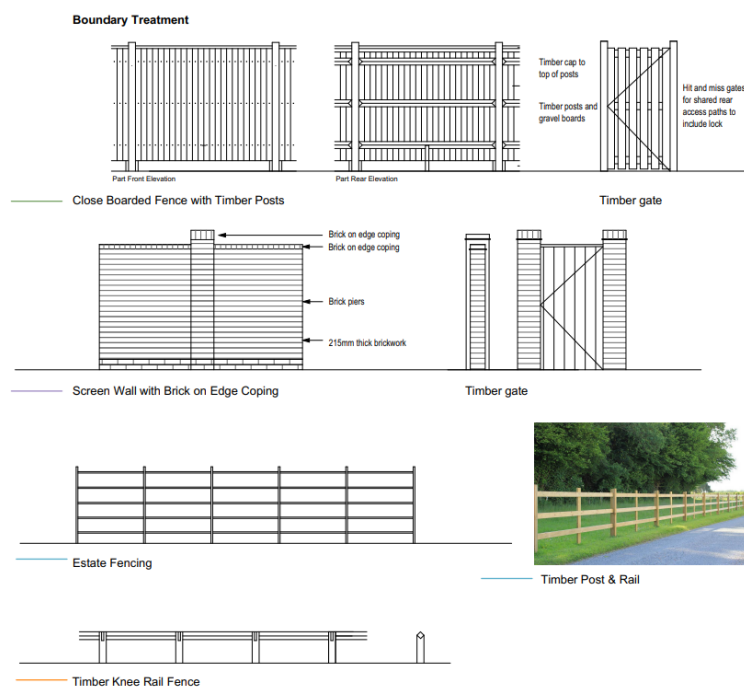 Boundary Treatment
Timber cap to
top of posts
Timber posts and
gravel boards
Hit and miss gates
for shared rear
access paths to
include lock
Part Front Elevation
Part Rear Elevation
Close Boarded Fence with Timber Posts
Timber gate
Brick on edge coping
Brick on edge coping
Brick piers
215mm thick brickwork
Screen Wall with Brick on Edge Coping
Timber gate
Estate Fencing
Timber Post & Rail
Timber Knee Rail Fence